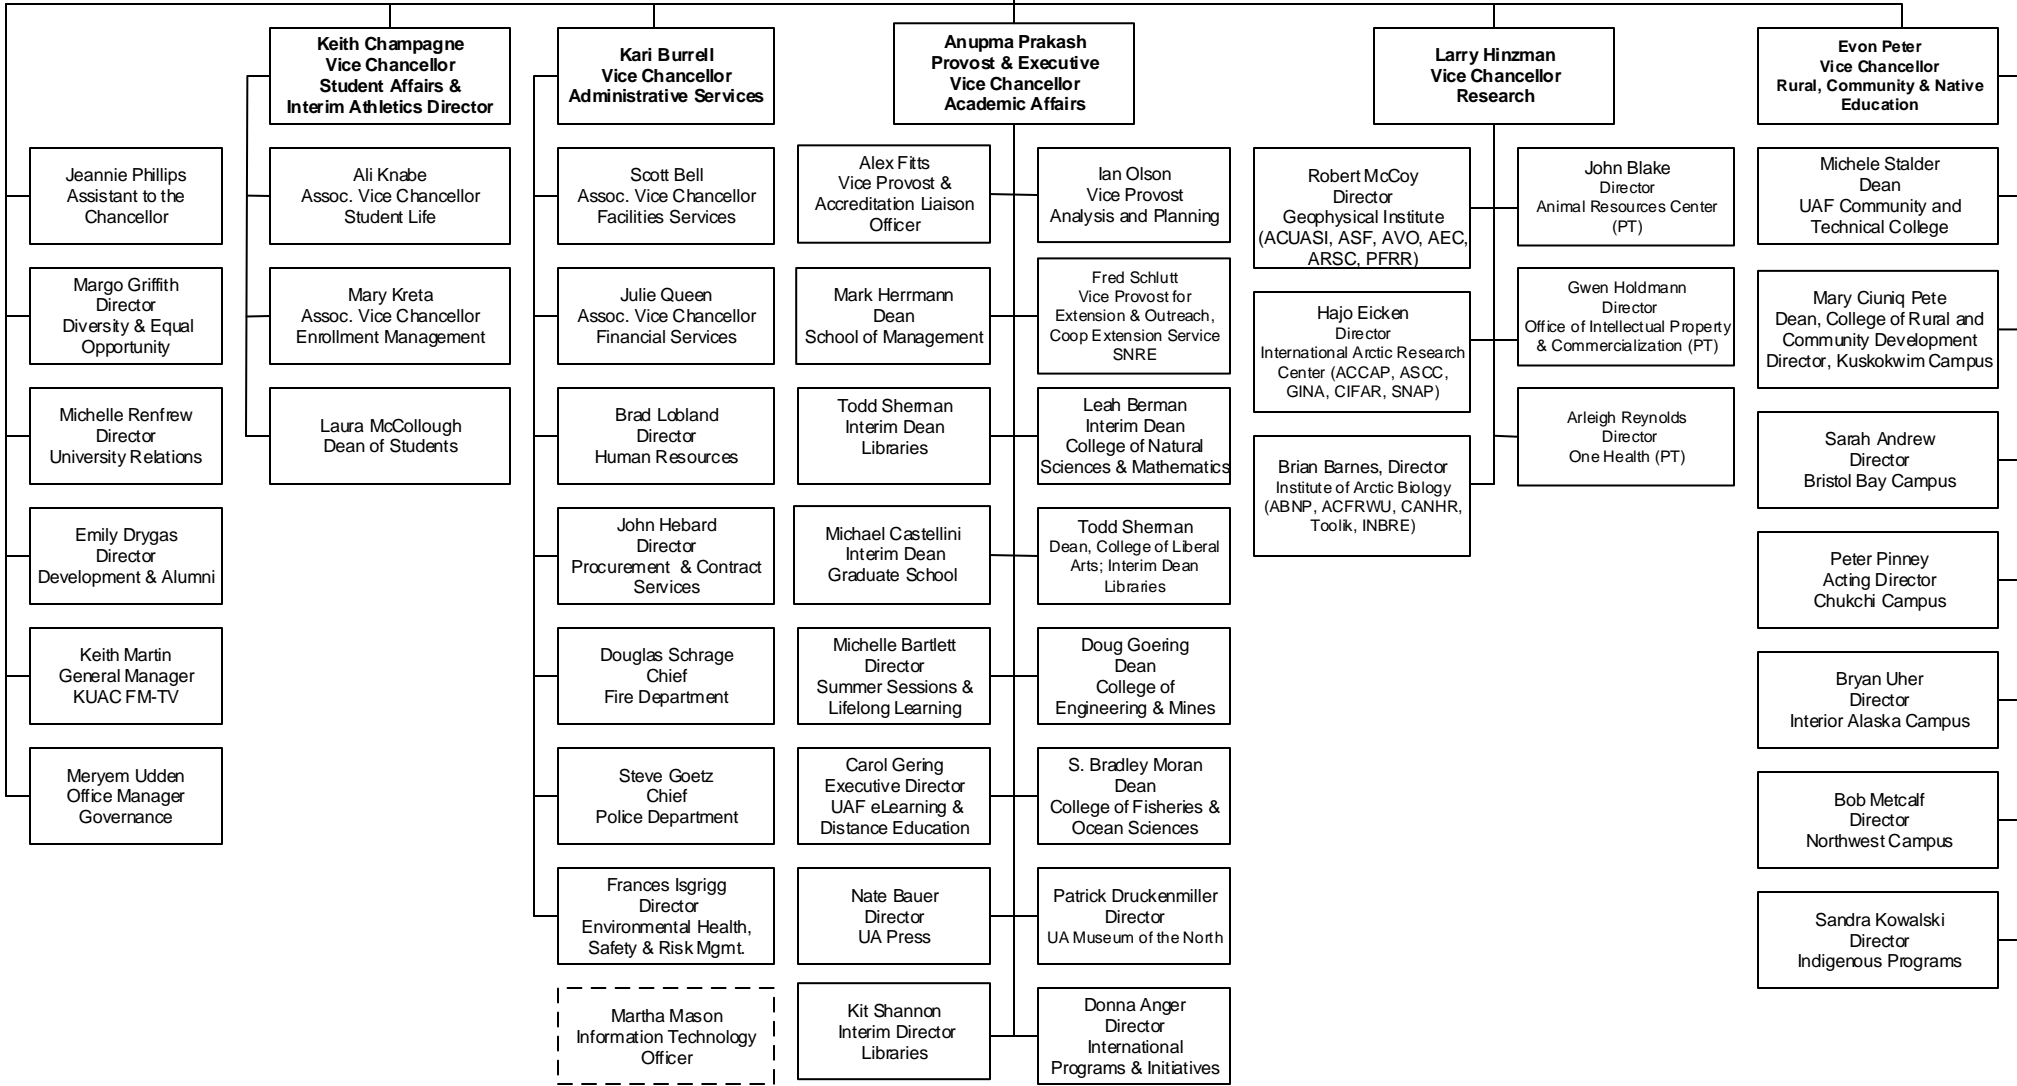 Keith Champagne
Vice Chancellor
Student Affairs &
Interim Athletics Director
Kari Burrell
Vice Chancellor
Administrative Services
Anupma Prakash
Provost & Executive
Vice Chancellor
Academic Affairs
Larry Hinzman
Vice Chancellor
Research
Evon Peter
Vice Chancellor
Rural, Community & Native
Education
Jeannie Phillips
Assistant to the
Chancellor
Margo Griffith
Director
Diversity & Equal
Opportunity
Michelle Renfrew
Director
University Relations
Emily Drygas
Director
Development & Alumni
Keith Martin
General Manager
KUAC FM-TV
Meryem Udden
Office Manager
Governance
Ali Knabe
Assoc. Vice Chancellor
Student Life
Mary Kreta
Assoc. Vice Chancellor
Enrollment Management
Laura McCollough
Dean of Students
Scott Bell
Assoc. Vice Chancellor
Facilities Services
Julie Queen
Assoc. Vice Chancellor
Financial Services
Brad Lobland
Director
Human Resources
John Hebard
Director
Procurement & Contract
Services
Douglas Schrage
Chief
Fire Department
Steve Goetz
Chief
Police Department
Frances Isgrigg
Director
Environmental Health,
Safety & Risk Mgmt.
Martha Mason
Information Technology
Officer
Alex Fitts
Vice Provost &
Accreditation Liaison
Officer
Mark Herrmann
Dean
School of Management
Todd Sherman
Interim Dean
Libraries
Michael Castellini
Interim Dean
Graduate School
Michelle Bartlett
Director
Summer Sessions &
Lifelong Learning
Carol Gering
Executive Director
UAF eLearning &
Distance Education
Nate Bauer
Director
UA Press
Kit Shannon
Interim Director
Libraries
Ian Olson
Vice Provost
Analysis and Planning
Fred Schlutt
Vice Provost for
Extension & Outreach,
Coop Extension Service
SNRE
Leah Berman
Interim Dean
College of Natural
Sciences & Mathematics
Todd Sherman
Dean, College of Liberal
Arts; Interim Dean
Libraries
Doug Goering
Dean
College of
Engineering & Mines
S. Bradley Moran
Dean
College of Fisheries &
Ocean Sciences
Patrick Druckenmiller
Director
UA Museum of the North
Donna Anger
Director
International
Programs & Initiatives
Robert McCoy
Director
Geophysical Institute
(ACUASI, ASF, AVO, AEC,
ARSC, PFRR)
Hajo Eicken
Director
International Arctic Research
Center (ACCAP, ASCC,
GINA, CIFAR, SNAP)
Brian Barnes, Director
Institute of Arctic Biology
(ABNP, ACFRWU, CANHR,
Toolik, INBRE)
John Blake
Director
Animal Resources Center
(PT)
Gwen Holdmann
Director
Office of Intellectual Property
& Commercialization (PT)
Arleigh Reynolds
Director
One Health (PT)
Michele Stalder
Dean
UAF Community and
Technical College
Mary Ciuniq Pete
Dean, College of Rural and
Community Development
Director, Kuskokwim Campus
Sarah Andrew
Director
Bristol Bay Campus
Peter Pinney
Acting Director
Chukchi Campus
Bryan Uher
Director
Interior Alaska Campus
Bob Metcalf
Director
Northwest Campus
Sandra Kowalski
Director
Indigenous Programs